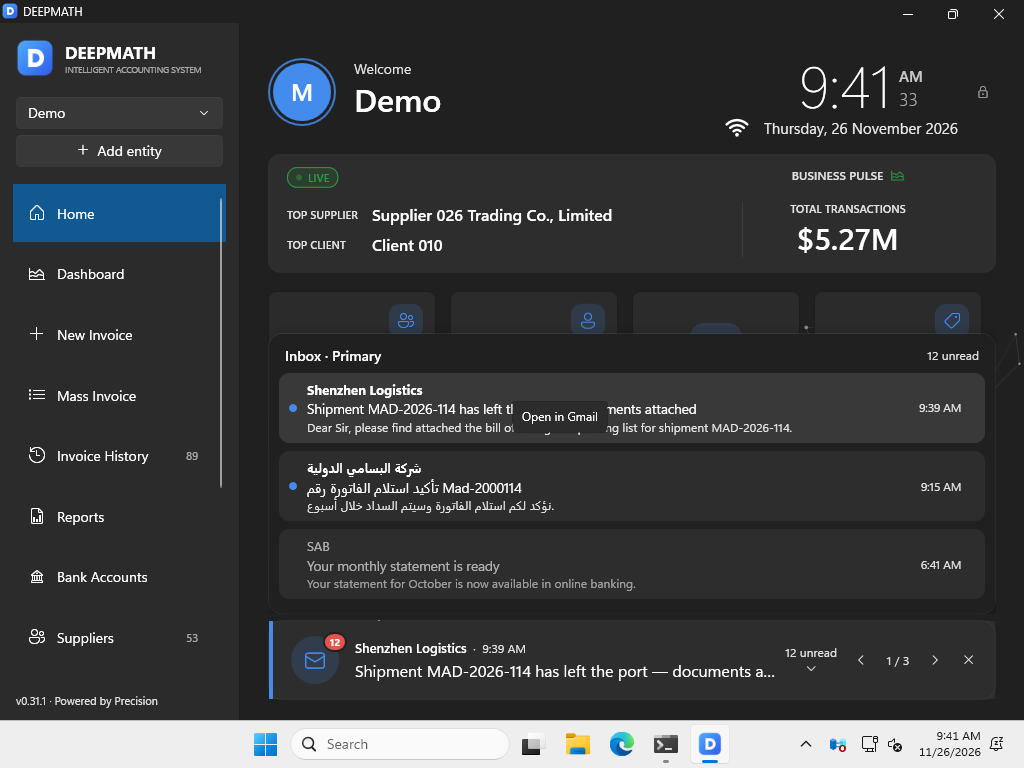 DEEPMATH
DEEPMATH
INTELLIGENT ACCOUNTING SYSTEM
Demo
+ Add entity
Home
Dashboard
New Invoice
Mass Invoice
Invoice History 89
Reports
Bank Accounts
Suppliers 53
v0.31.1 · Powered by Precision
M
Welcome
Demo
9:41 AM
33
Thursday, 26 November 2026
LIVE
TOP SUPPLIER Supplier 026 Trading Co., Limited
TOP CLIENT Client 010
BUSINESS PULSE
TOTAL TRANSACTIONS
$5.27M
Inbox · Primary 12 unread
Shenzhen Logistics
Shipment MAD-2026-114 has left attached
9:39 AM
Dear Sir, please find attached the bill list for shipment MAD-2026-114.
Open in Gmail
شركة البسامي الدولية
تأكيد استلام الفاتورة رقم Mad-2000114
9:15 AM
نؤكد لكم استلام الفاتورة وسيتم السداد خلال أسبوع.
SAB
Your monthly statement is ready
6:41 AM
Your statement for October is now available in online banking.
12
Shenzhen Logistics · 9:39 AM
Shipment MAD-2026-114 has left the port — documents a...
12 unread
1 / 3
Search
9:41 AM
11/26/2026